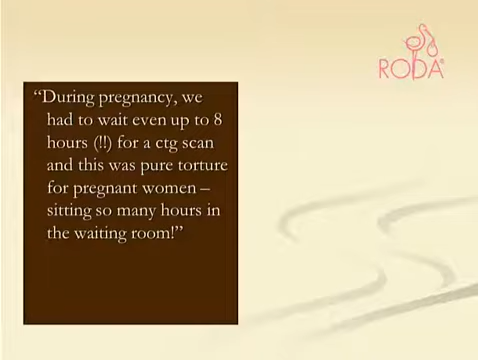 RODA®
“During pregnancy, we
had to wait even up to 8
hours (!!) for a ctg scan
and this was pure torture
for pregnant women –
sitting so many hours in
the waiting room!”